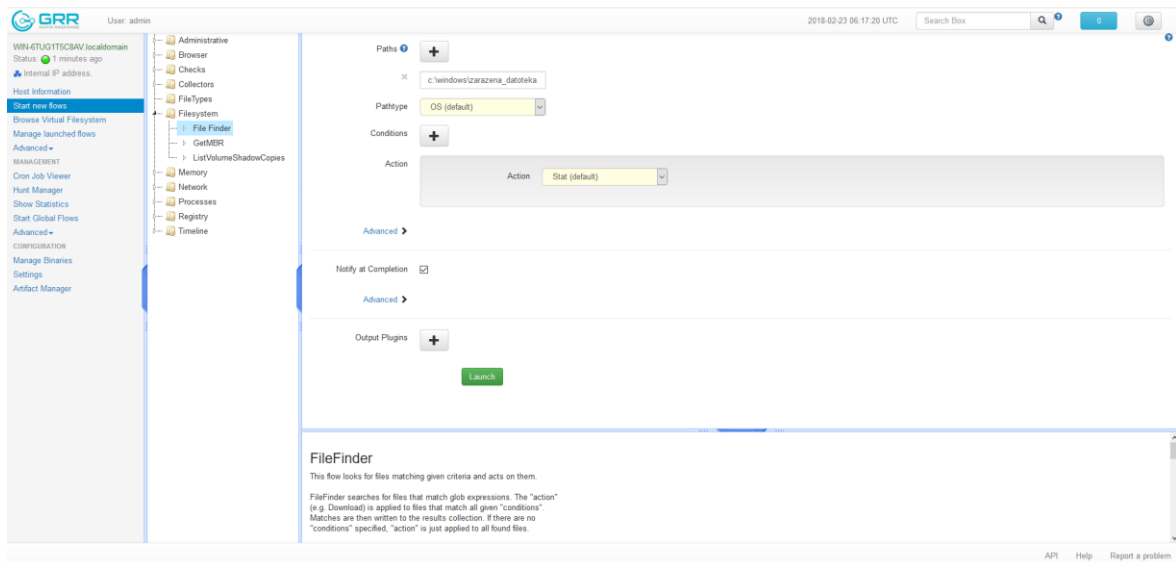 GRR
User: admin
2018-02-23 06:17:20 UTC
Search Box
0
WIN-6TUG1T5C8AV.localdomain
Status: 1 minutes ago
Internal IP address.
Host Information
Start new flows
Browse Virtual Filesystem
Manage launched flows
Advanced
MANAGEMENT
Cron Job Viewer
Hunt Manager
Show Statistics
Start Global Flows
Advanced
CONFIGURATION
Manage Binaries
Settings
Artifact Manager
Administrative
Browser
Checks
Collectors
FileTypes
Filesystem
File Finder
GetMBR
ListVolumeShadowCopies
Memory
Network
Processes
Registry
Timeline
Paths
c:\windows\zarazena_datoteka
Pathtype OS (default)
Conditions
Action
Action Stat (default)
Advanced
Notify at Completion
Advanced
Output Plugins
Launch
FileFinder
This flow looks for files matching given criteria and acts on them.
FileFinder searches for files that match glob expressions. The "action"
(e.g. Download) is applied to files that match all given "conditions".
Matches are then written to the results collection. If there are no
"conditions" specified, "action" is just applied to all found files.
API Help Report a problem